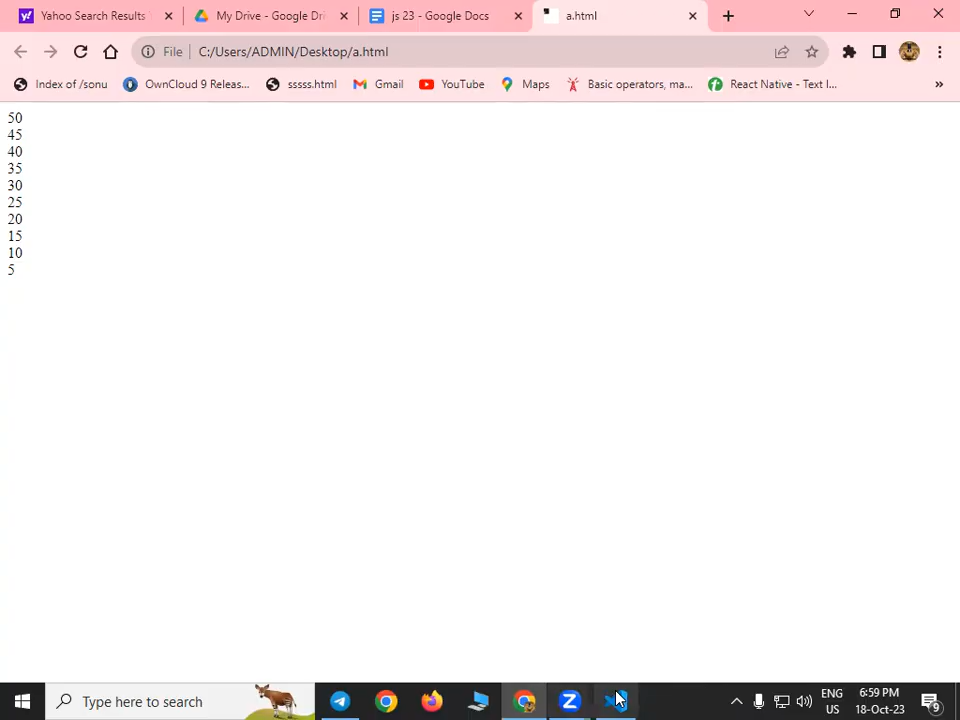 Yahoo Search Results
My Drive - Google Dri
js 23 - Google Docs
a.html
File
C:/Users/ADMIN/Desktop/a.html
Index of /sonu
OwnCloud 9 Releas...
sssss.html
Gmail
YouTube
Maps
Basic operators, ma...
React Native - Text I...
»
50
45
40
35
30
25
20
15
10
5
Type here to search
ENG
US
6:59 PM
18-Oct-23
9